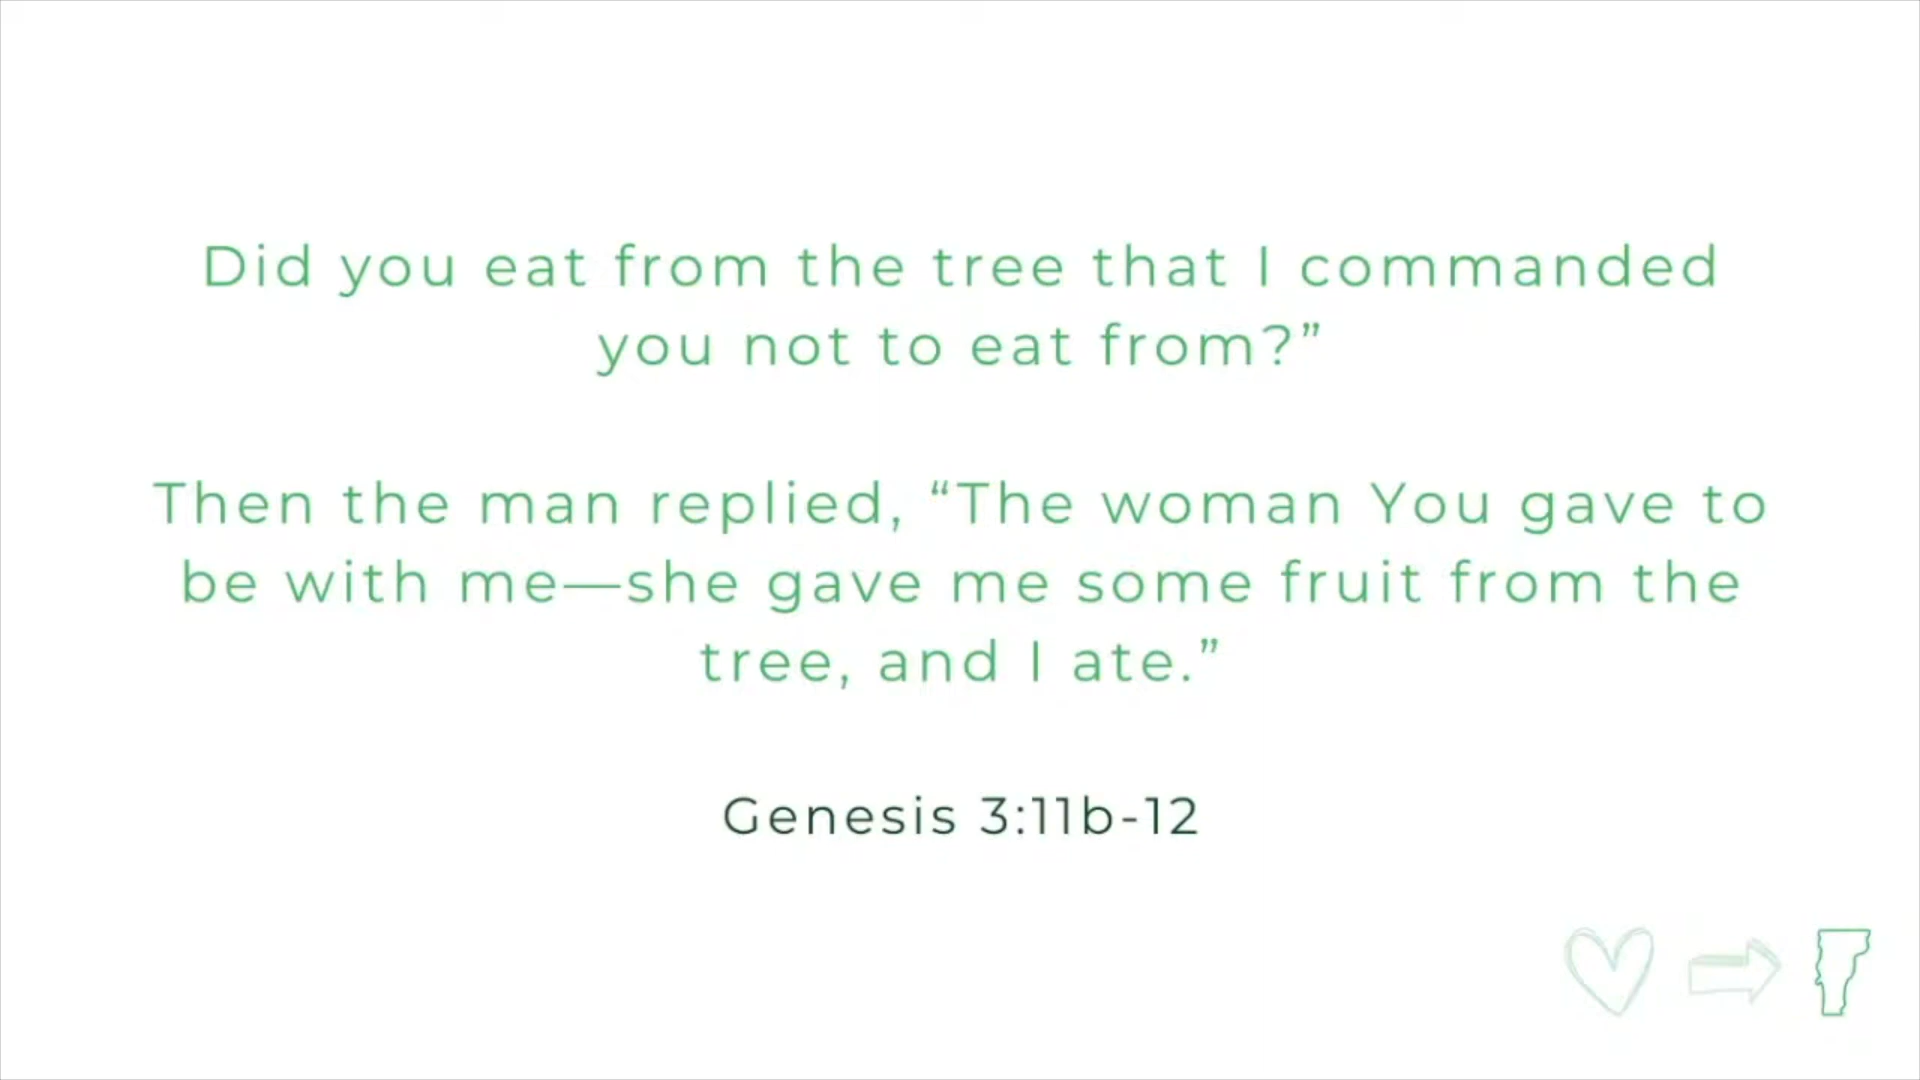 Did you eat from the tree that I commanded
you not to eat from?”
Then the man replied, “The woman You gave to
be with me—she gave me some fruit from the
tree, and I ate.”
Genesis 3:11b-12